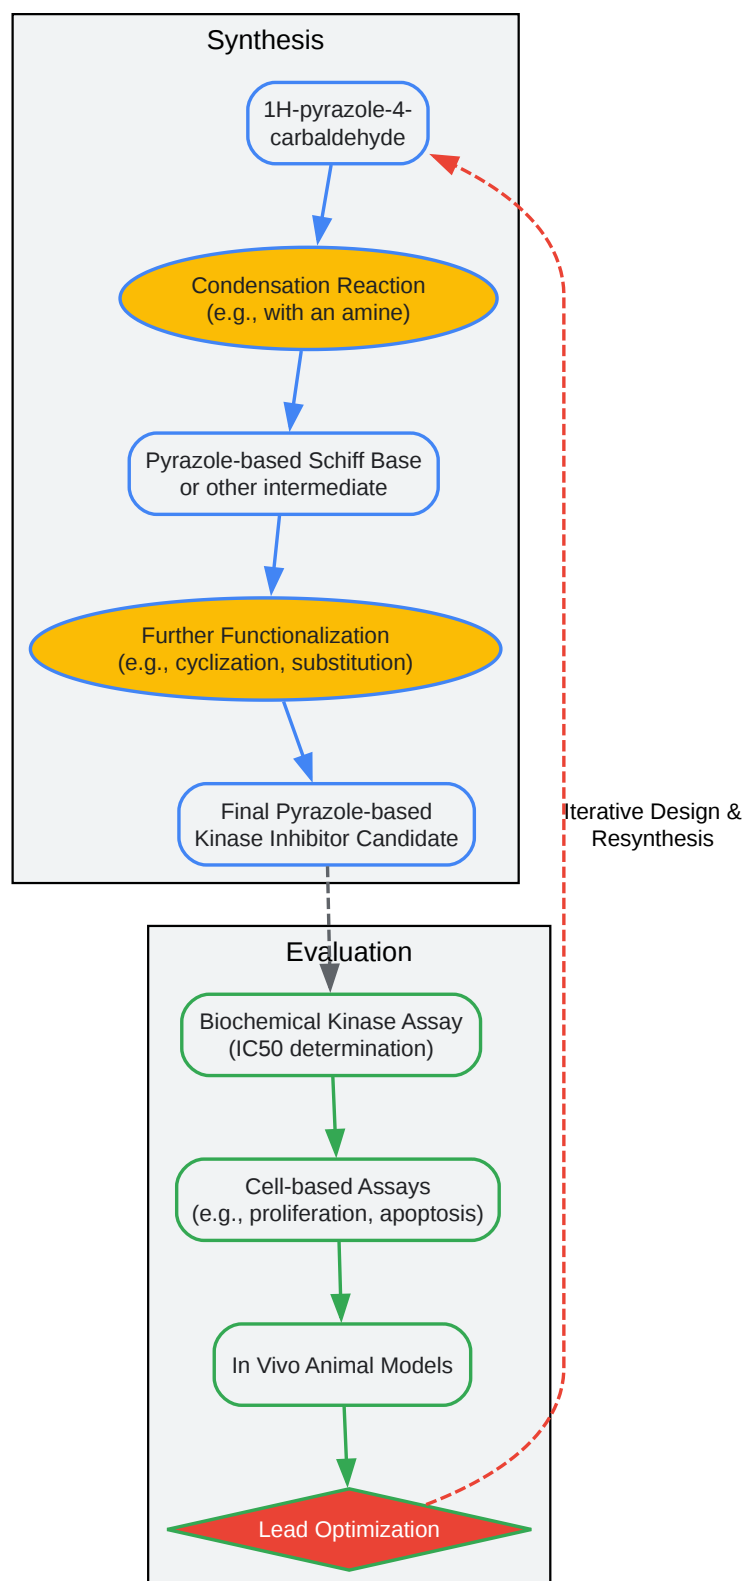 Synthesis
1H-pyrazole-4-
carbaldehyde
Condensation Reaction
(e.g., with an amine)
Pyrazole-based Schiff Base
or other intermediate
Further Functionalization
(e.g., cyclization, substitution)
Final Pyrazole-based
Kinase Inhibitor Candidate
Iterative Design &
Resynthesis
Evaluation
Biochemical Kinase Assay
(IC50 determination)
Cell-based Assays
(e.g., proliferation, apoptosis)
In Vivo Animal Models
Lead Optimization